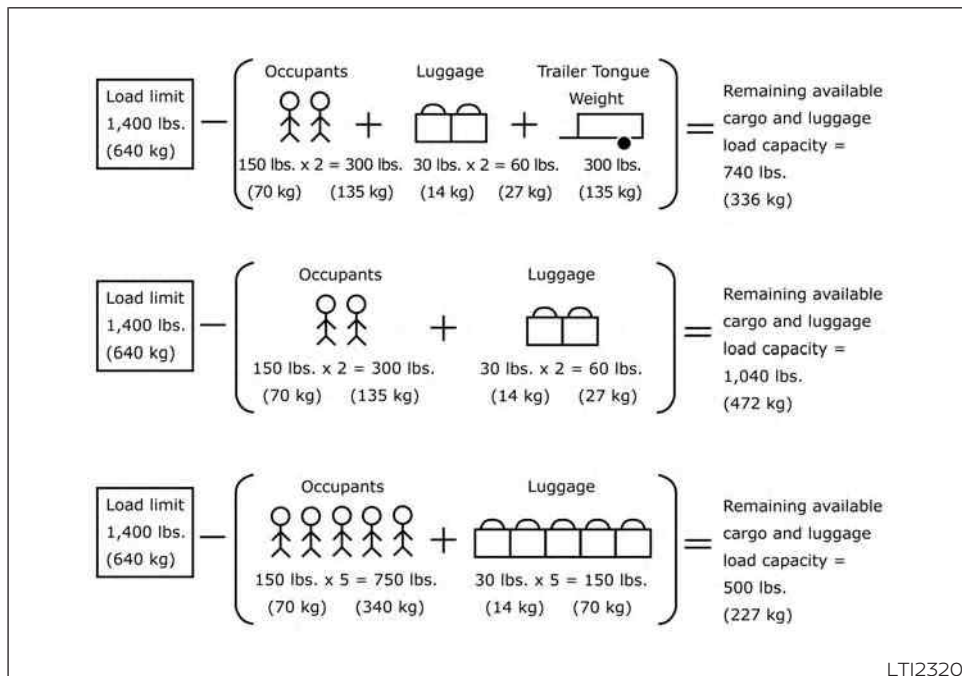 Occupants Luggage Trailer Tongue
Weight
Load limit
1,400 lbs.
(640 kg)
150 lbs. x 2 = 300 lbs. 30 lbs. x 2 = 60 lbs. 300 lbs.
(70 kg) (135 kg) (14 kg) (27 kg) (135 kg)
Remaining available
cargo and luggage
load capacity =
740 lbs.
(336 kg)
Occupants Luggage
Load limit
1,400 lbs.
(640 kg)
150 lbs. x 2 = 300 lbs. 30 lbs. x 2 = 60 lbs.
(70 kg) (135 kg) (14 kg) (27 kg)
Remaining available
cargo and luggage
load capacity =
1,040 lbs.
(472 kg)
Occupants Luggage
Load limit
1,400 lbs.
(640 kg)
150 lbs. x 5 = 750 lbs. 30 lbs. x 5 = 150 lbs.
(70 kg) (340 kg) (14 kg) (70 kg)
Remaining available
cargo and luggage
load capacity =
500 lbs.
(227 kg)
LTI2320